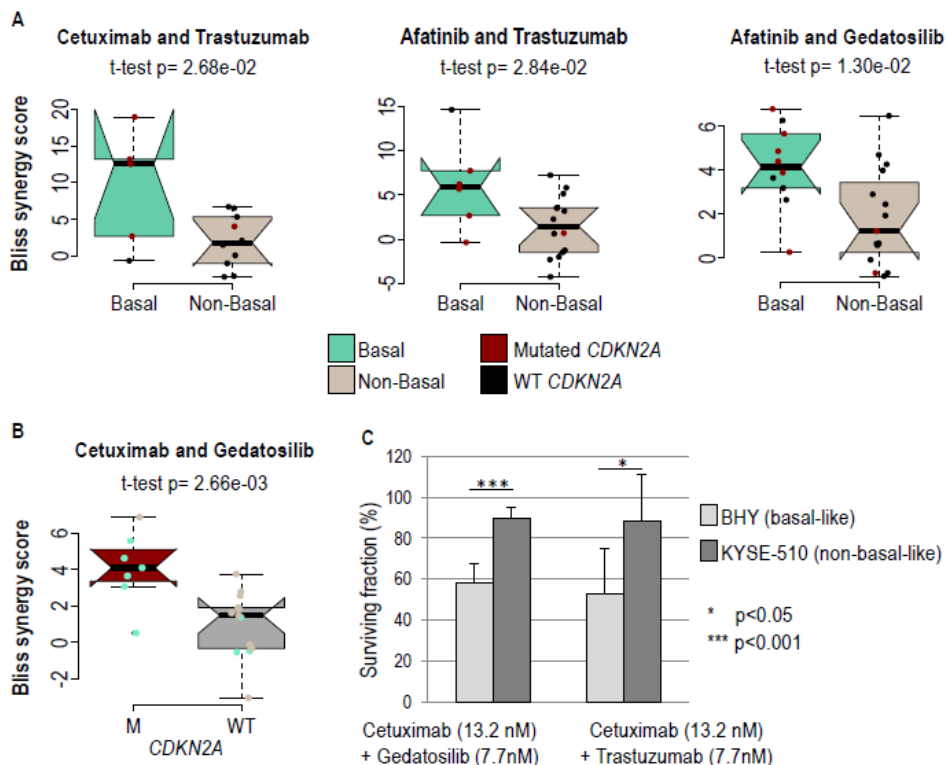 A
Cetuximab and Trastuzumab
t-test p= 2.68e-02
Bliss synergy score
20
15
10
5
0
Basal
Non-Basal
Afatinib and Trastuzumab
t-test p= 2.84e-02
15
10
5
0
-5
Basal
Non-Basal
Afatinib and Gedatosilib
t-test p= 1.30e-02
6
4
2
0
Basal
Non-Basal
Basal
Non-Basal
Mutated CDKN2A
WT CDKN2A
B
Cetuximab and Gedatosilib
t-test p= 2.66e-03
Bliss synergy score
6
4
2
0
-2
M
WT
CDKN2A
C
Surviving fraction (%)
120
100
80
60
40
20
0
***
*
Cetuximab (13.2 nM)
+ Gedatosilib (7.7nM)
Cetuximab (13.2 nM)
+ Trastuzumab (7.7nM)
BHY (basal-like)
KYSE-510 (non-basal-like)
* p<0.05
*** p<0.001